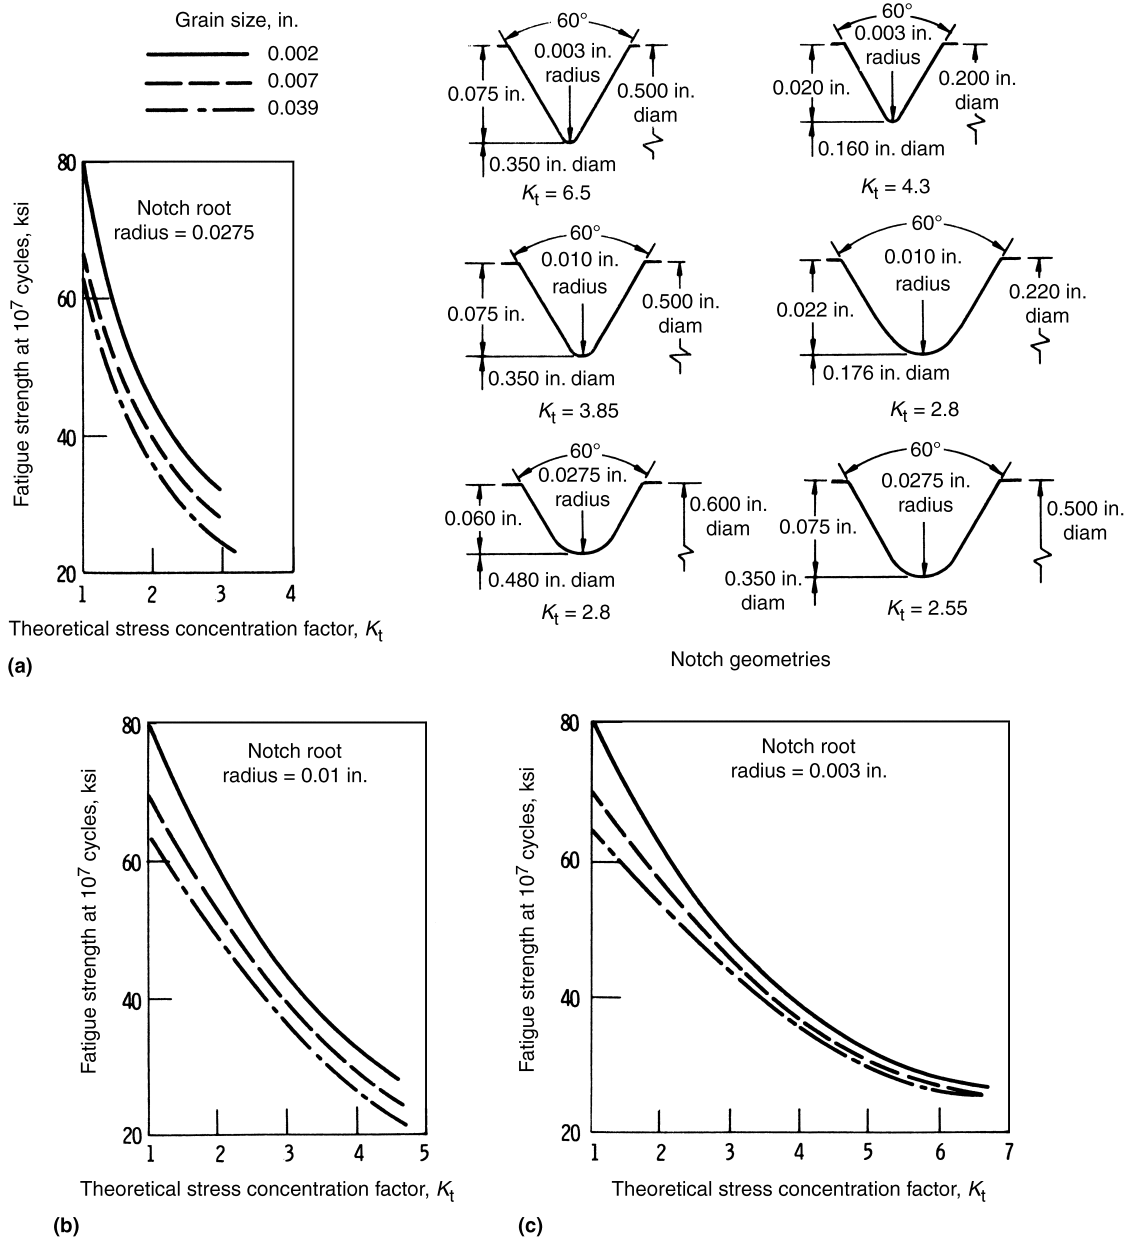 Grain size, in.
0.002
0.007
0.039
80
60
40
20
1 2 3 4
Fatigue strength at 10⁷ cycles, ksi
Notch root
radius = 0.0275
Theoretical stress concentration factor, Kt
(a)
60°
0.003 in.
radius
0.075 in.
0.500 in.
diam
0.350 in. diam
Kt = 6.5
60°
0.003 in.
radius
0.020 in.
0.200 in.
diam
0.160 in. diam
Kt = 4.3
60°
0.010 in.
radius
0.075 in.
0.500 in.
diam
0.350 in. diam
Kt = 3.85
60°
0.010 in.
radius
0.022 in.
0.220 in.
diam
0.176 in. diam
Kt = 2.8
60°
0.0275 in.
radius
0.060 in.
0.600 in.
diam
0.480 in. diam
Kt = 2.8
60°
0.0275 in.
radius
0.075 in.
0.500 in.
diam
0.350 in.
diam
Kt = 2.55
Notch geometries
80
60
40
20
1 2 3 4 5
Fatigue strength at 10⁷ cycles, ksi
Notch root
radius = 0.01 in.
Theoretical stress concentration factor, Kt
(b)
80
60
40
20
1 2 3 4 5 6 7
Fatigue strength at 10⁷ cycles, ksi
Notch root
radius = 0.003 in.
Theoretical stress concentration factor, Kt
(c)